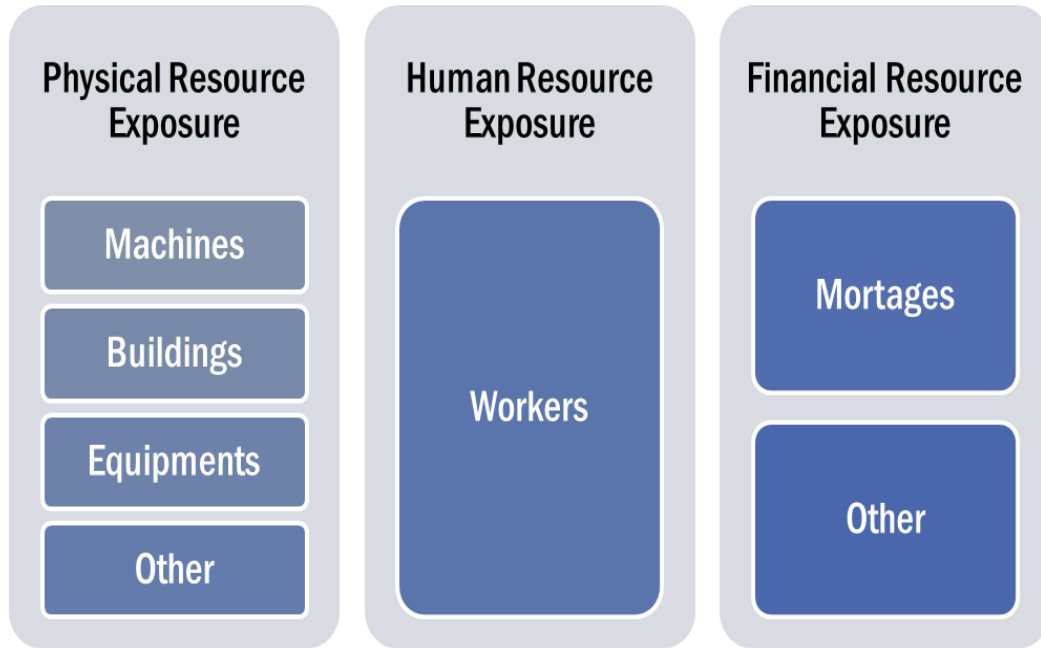 Physical Resource
Exposure
Machines
Buildings
Equipments
Other
Human Resource
Exposure
Workers
Financial Resource
Exposure
Mortages
Other